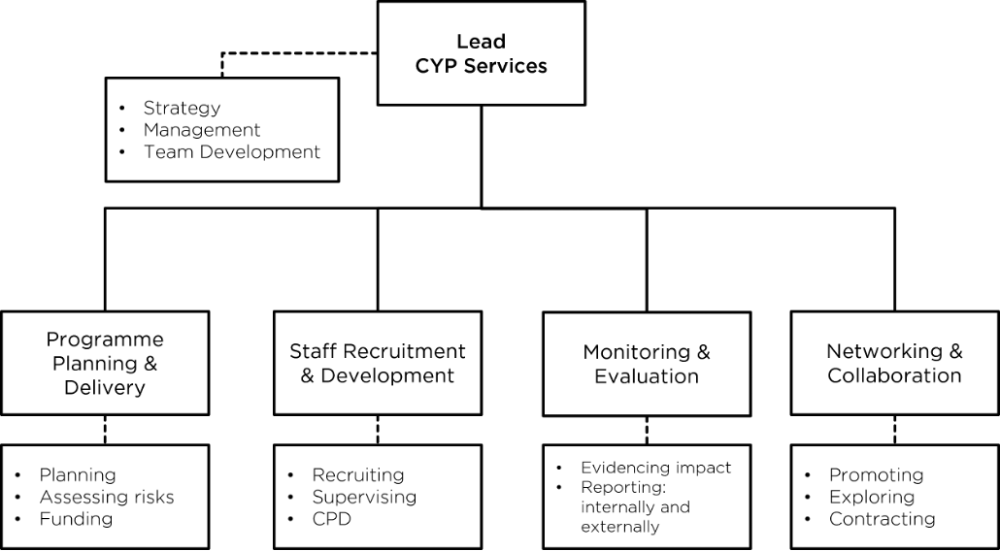 Lead
CYP Services
• Strategy
• Management
• Team Development
Programme
Planning &
Delivery
Staff Recruitment
& Development
Monitoring &
Evaluation
Networking &
Collaboration
• Planning
• Assessing risks
• Funding
• Recruiting
• Supervising
• CPD
• Evidencing impact
• Reporting:
internally and
externally
• Promoting
• Exploring
• Contracting